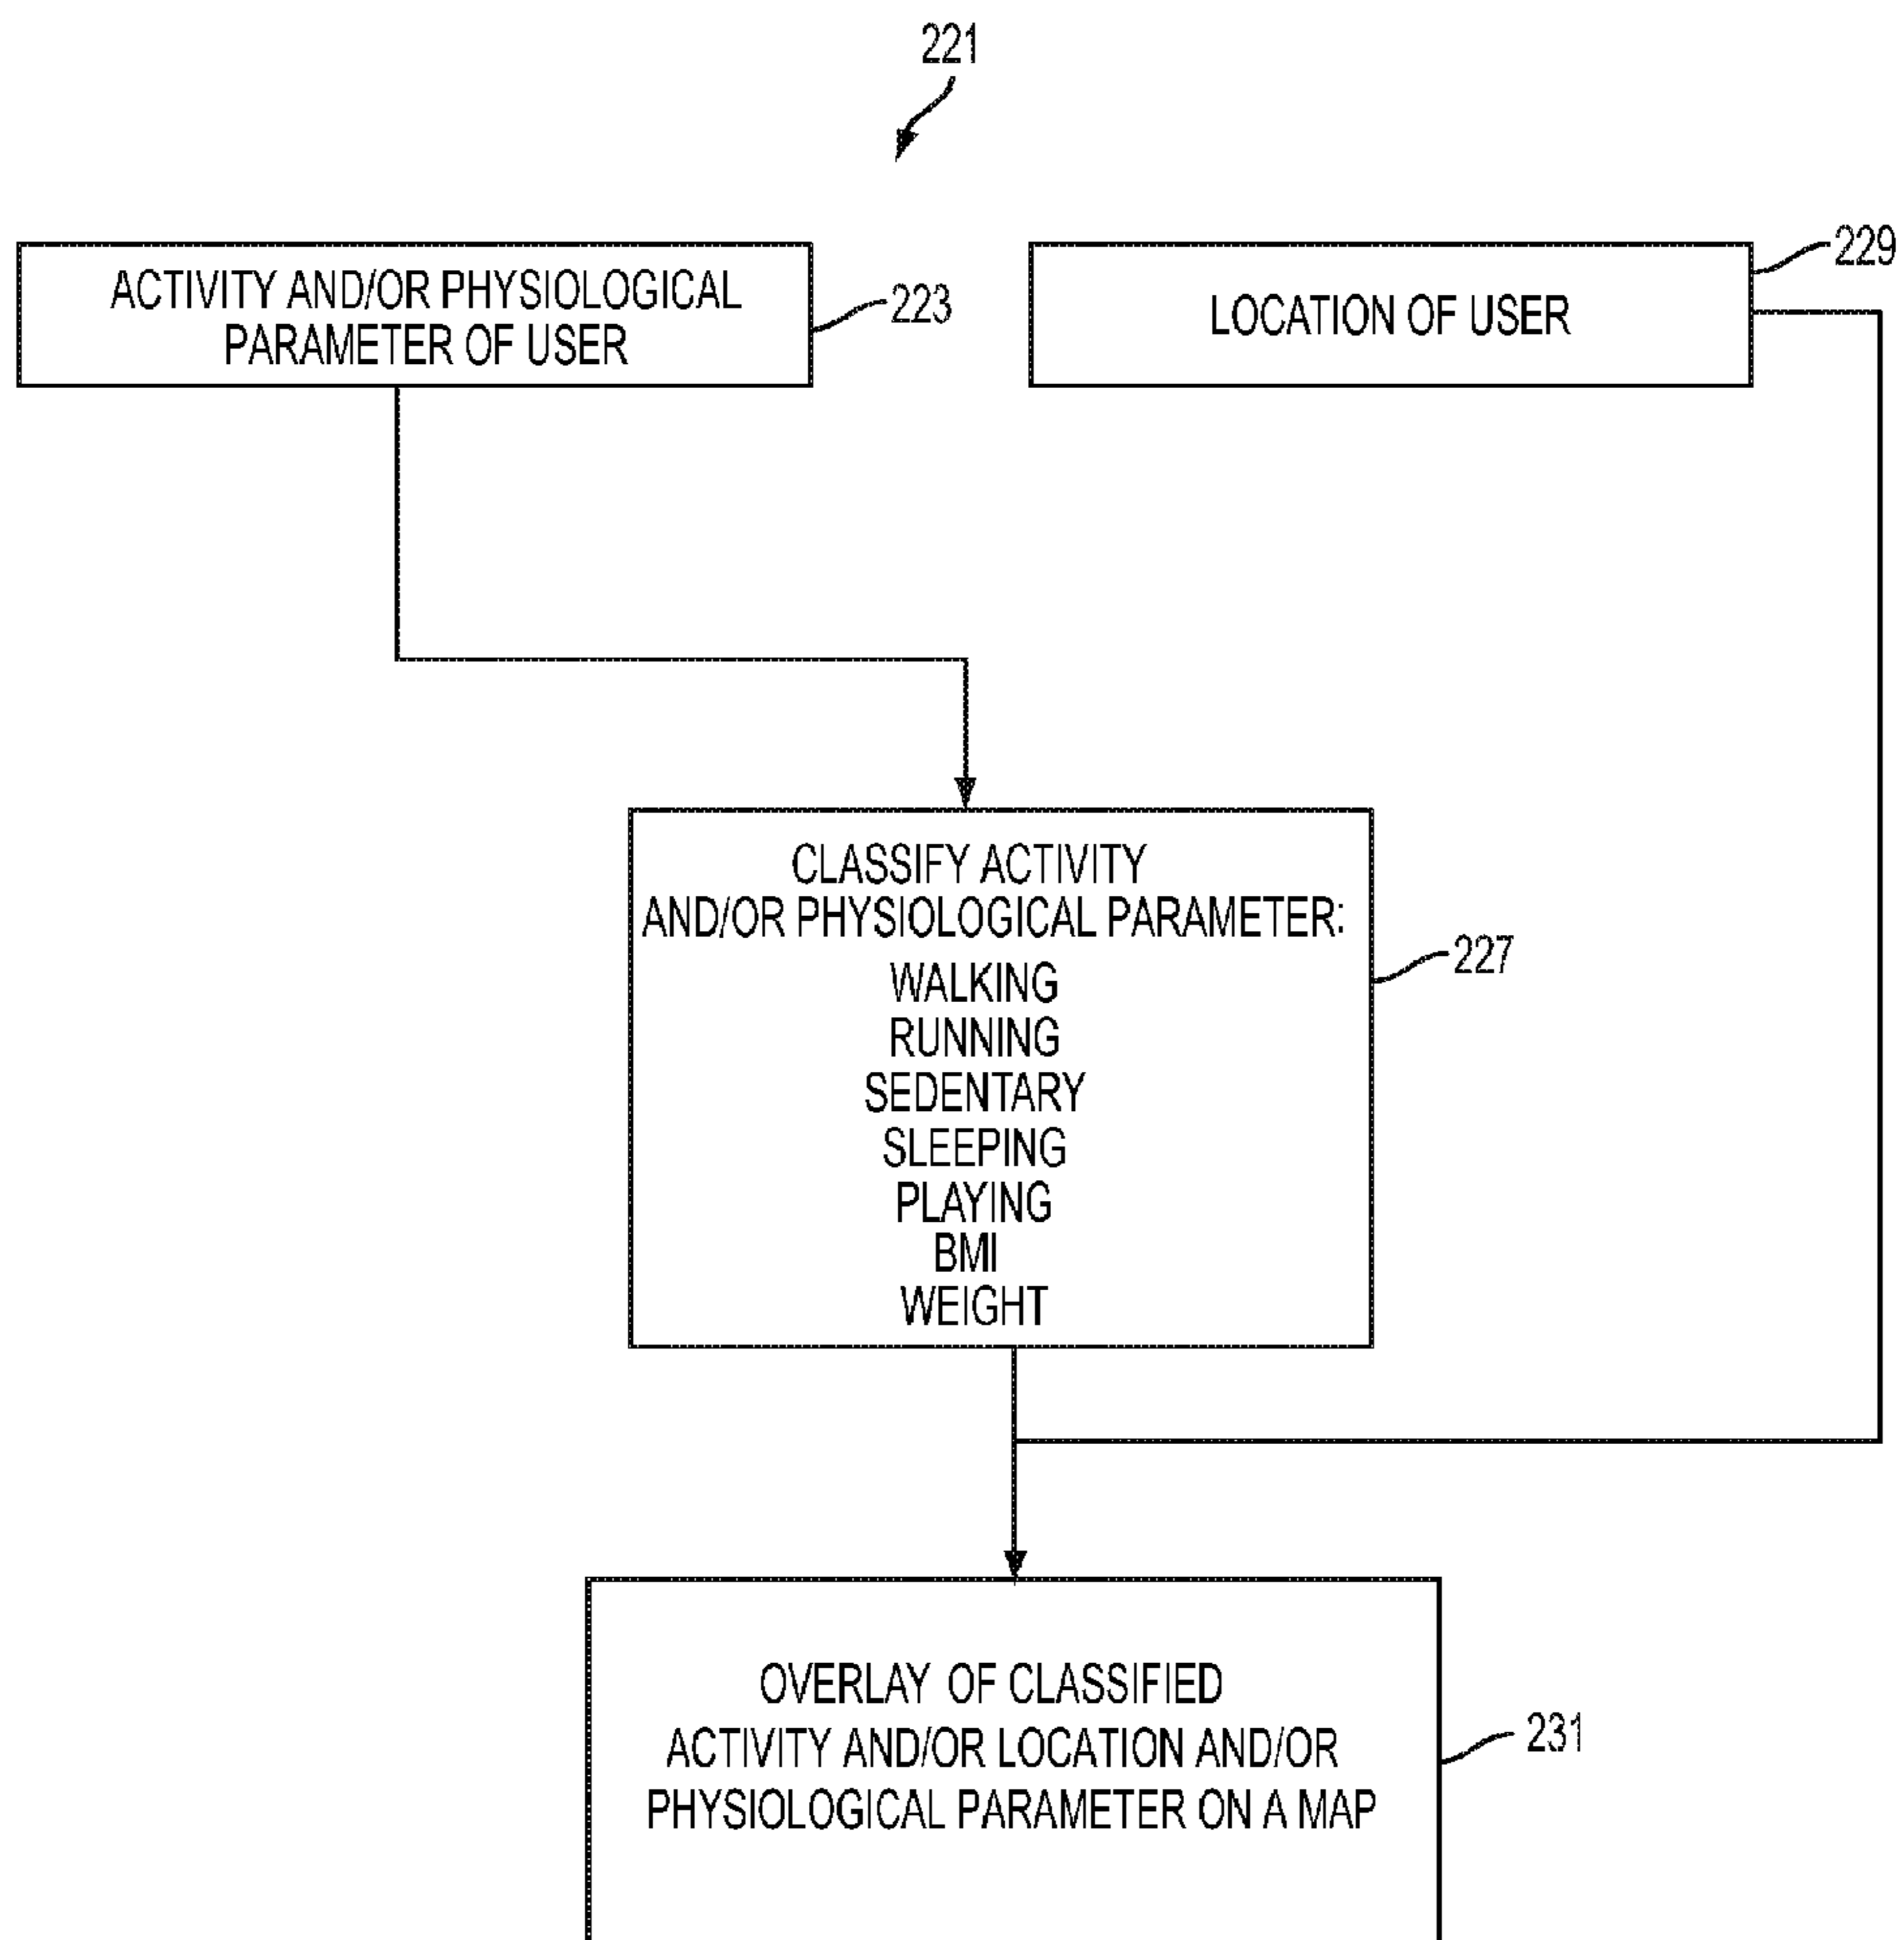 221
ACTIVITY AND/OR PHYSIOLOGICAL
PARAMETER OF USER
223
LOCATION OF USER
229
CLASSIFY ACTIVITY
AND/OR PHYSIOLOGICAL PARAMETER:
WALKING
RUNNING
SEDENTARY
SLEEPING
PLAYING
BMI
WEIGHT
227
OVERLAY OF CLASSIFIED
ACTIVITY AND/OR LOCATION AND/OR
PHYSIOLOGICAL PARAMETER ON A MAP
231